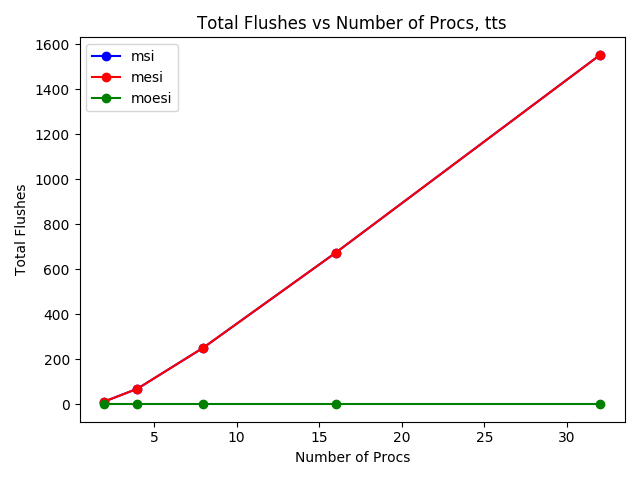 Total Flushes vs Number of Procs, tts
msi
mesi
moesi
1600
1400
1200
1000
800
600
400
200
0
Total Flushes
5 10 15 20 25 30
Number of Procs